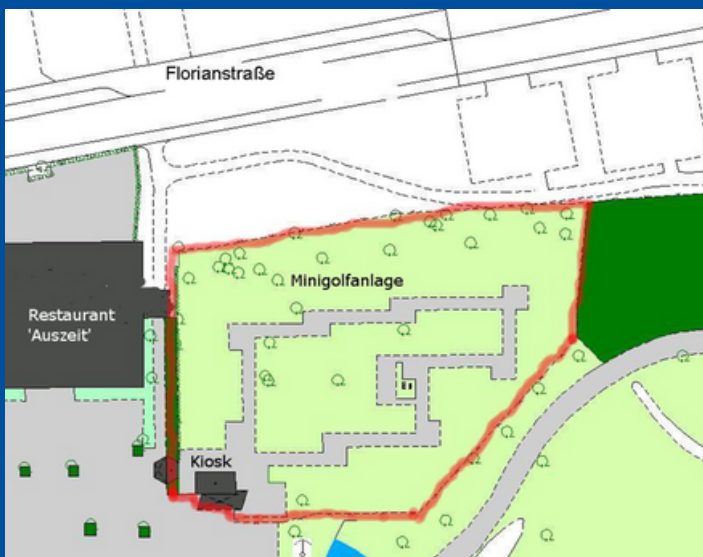 Florianstraße
Minigolfanlage
Restaurant
'Auszeit'
Kiosk